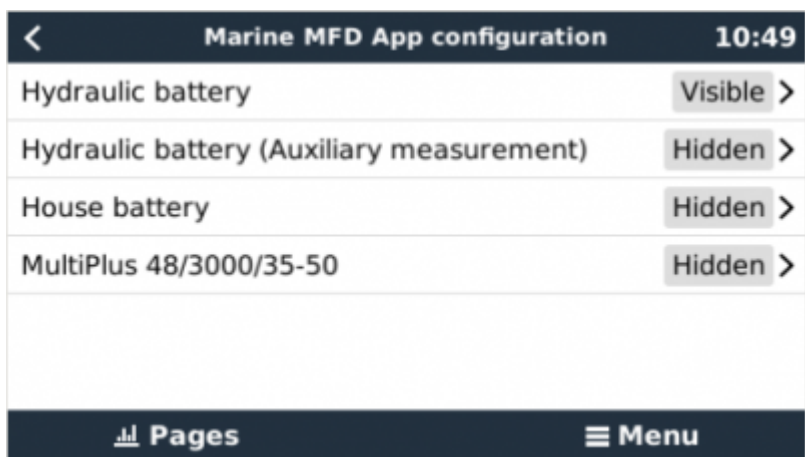 Marine MFD App configuration 10:49
Hydraulic battery Visible
Hydraulic battery (Auxiliary measurement) Hidden
House battery Hidden
MultiPlus 48/3000/35-50 Hidden
Pages Menu